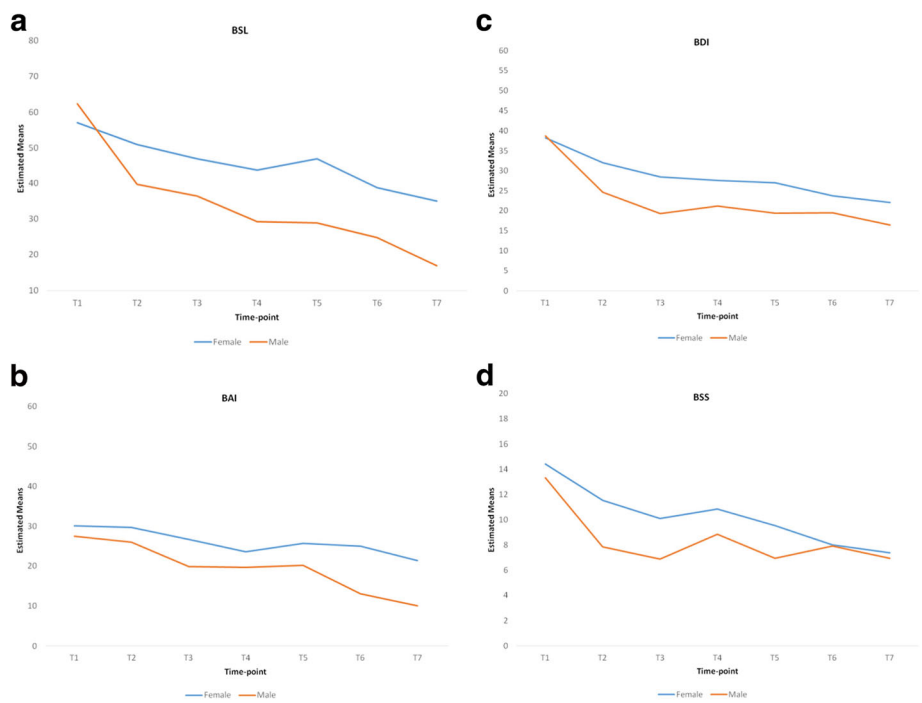 a
BSL
80
70
60
50
40
30
20
10
Estimated Means
T1 T2 T3 T4 T5 T6 T7
Time-point
Female Male
b
BAI
60
50
40
30
20
10
0
Estimated Means
T1 T2 T3 T4 T5 T6 T7
Time-point
Female Male
c
BDI
60
55
50
45
40
35
30
25
20
15
10
5
0
Estimated Means
T1 T2 T3 T4 T5 T6 T7
Time-point
Female Male
d
BSS
20
18
16
14
12
10
8
6
4
2
0
Estimated Means
T1 T2 T3 T4 T5 T6 T7
Time-point
Female Male